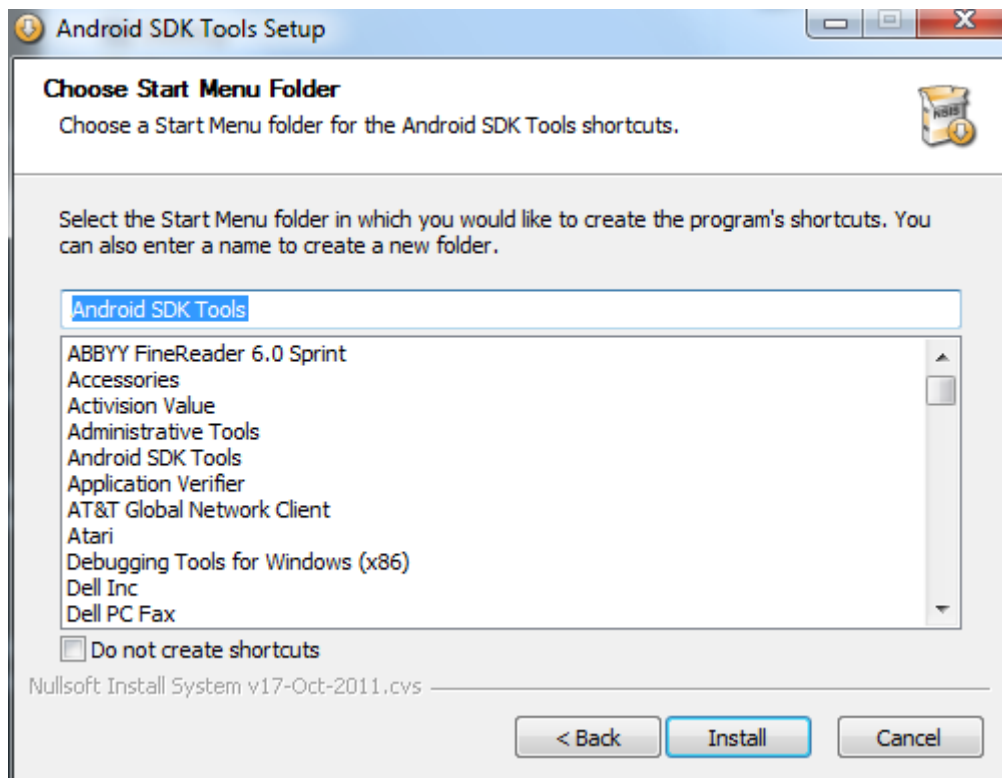 Android SDK Tools Setup
Choose Start Menu Folder
Choose a Start Menu folder for the Android SDK Tools shortcuts.
NSIS
Select the Start Menu folder in which you would like to create the program's shortcuts. You
can also enter a name to create a new folder.
Android SDK Tools
ABBYY FineReader 6.0 Sprint
Accessories
Activision Value
Administrative Tools
Android SDK Tools
Application Verifier
AT&T Global Network Client
Atari
Debugging Tools for Windows (x86)
Dell Inc
Dell PC Fax
Do not create shortcuts
Nullsoft Install System v17-Oct-2011.cvs
< Back Install Cancel